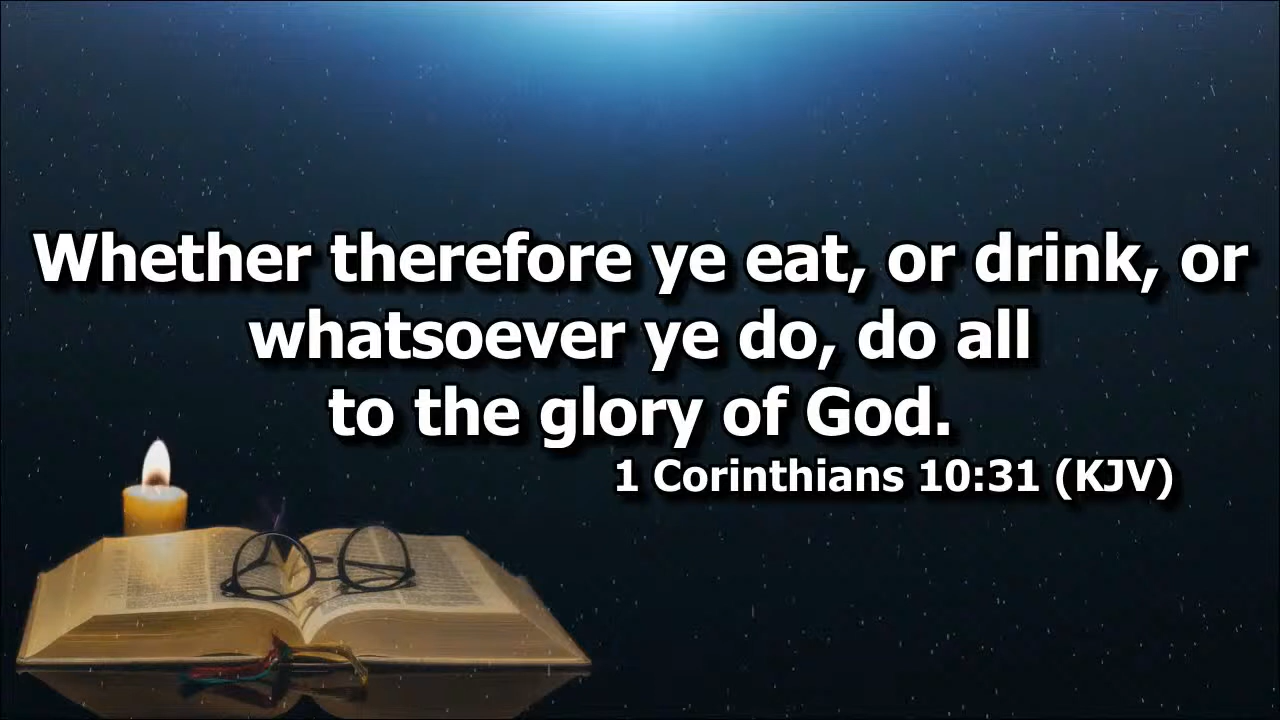 Whether therefore ye eat, or drink, or
whatsoever ye do, do all
to the glory of God.
1 Corinthians 10:31 (KJV)